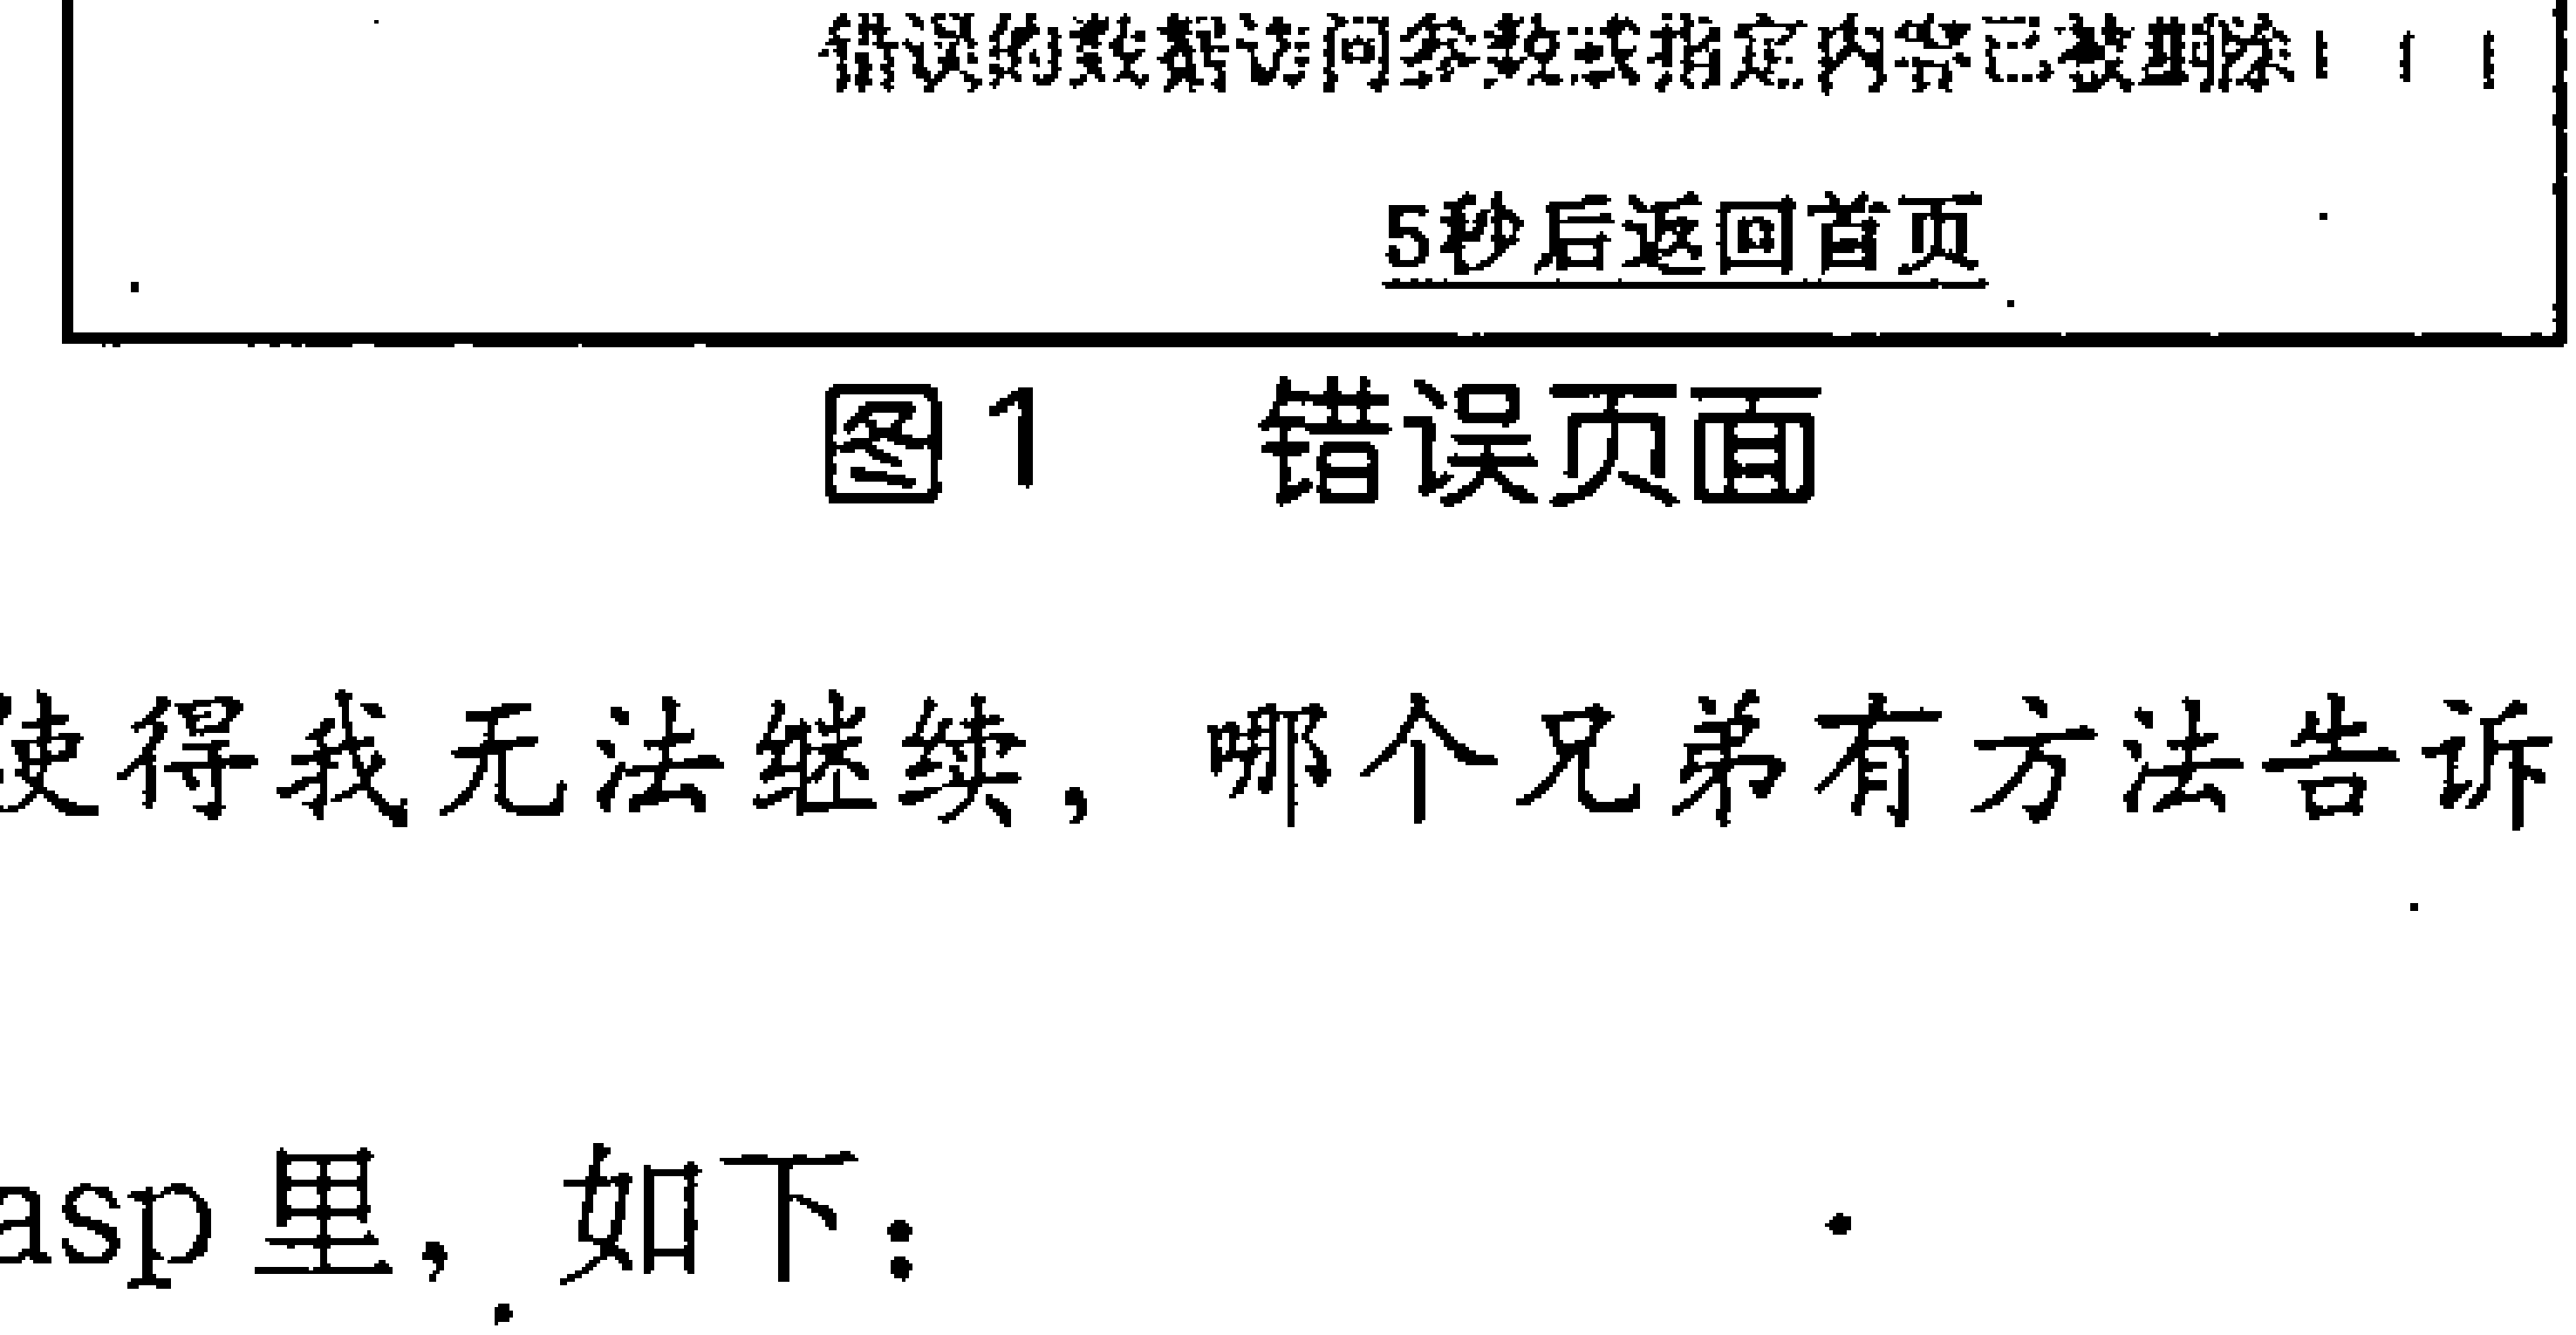 错误的数据访问参数或指定内容已被删除!!!
5秒后返回首页
图1 错误页面
使得我无法继续，哪个兄弟有方法告诉
asp里，如下：